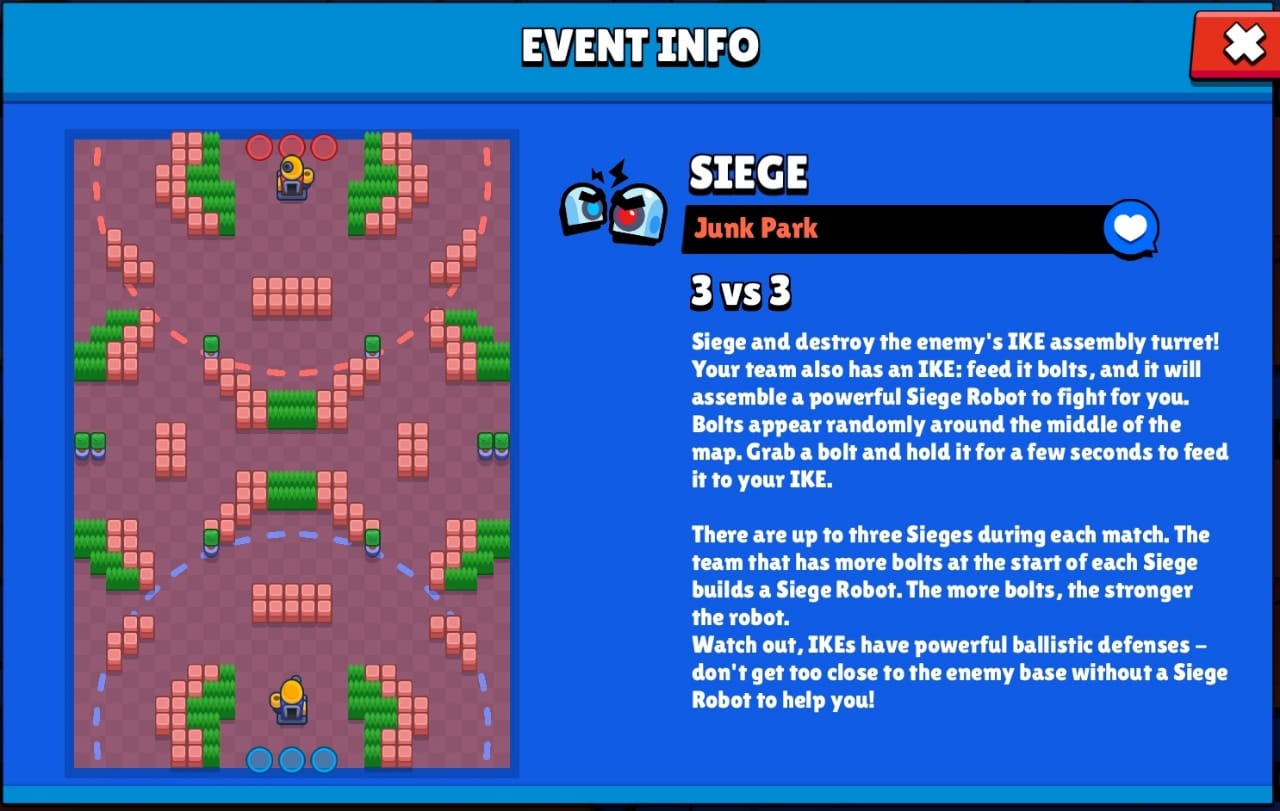 EVENT INFO
SIEGE
Junk Park
3 vs 3
Siege and destroy the enemy's IKE assembly turret!
Your team also has an IKE: feed it bolts, and it will
assemble a powerful Siege Robot to fight for you.
Bolts appear randomly around the middle of the
map. Grab a bolt and hold it for a few seconds to feed
it to your IKE.
There are up to three Sieges during each match. The
team that has more bolts at the start of each Siege
builds a Siege Robot. The more bolts, the stronger
the robot.
Watch out, IKEs have powerful ballistic defenses –
don't get too close to the enemy base without a Siege
Robot to help you!